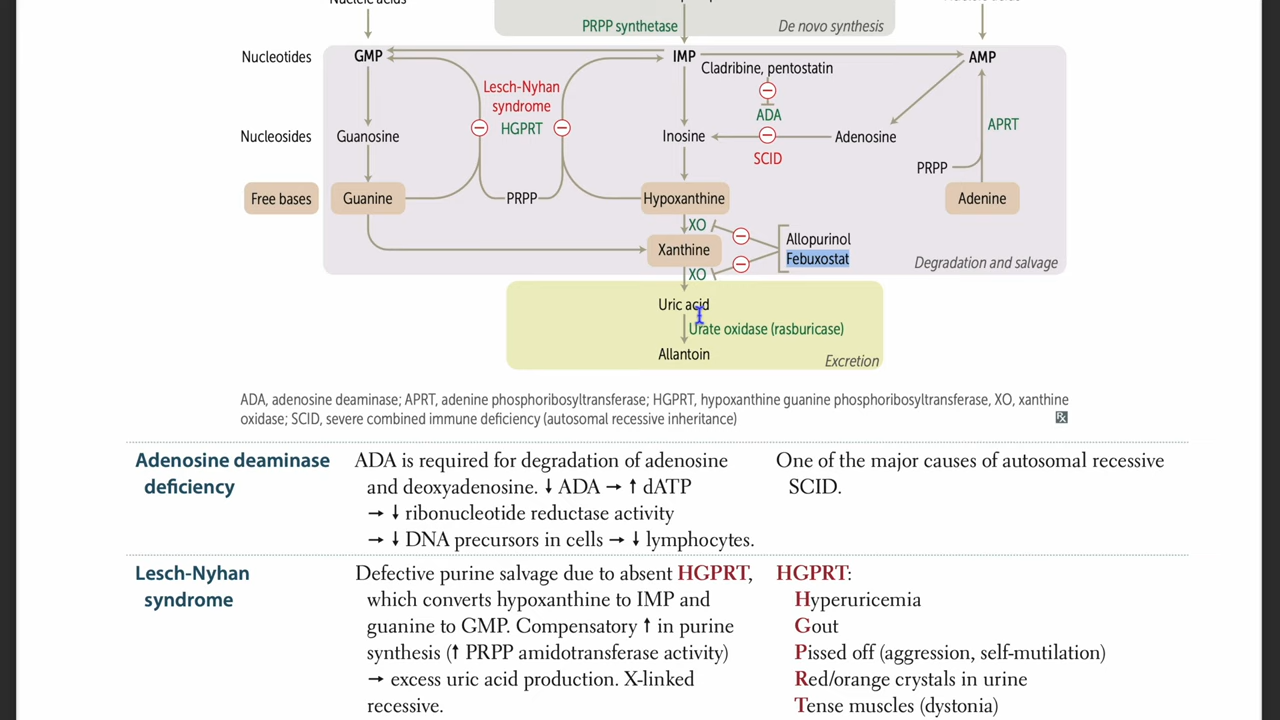 Nucleic acids
PRPP synthetase
De novo synthesis
Nucleotides
GMP
IMP
AMP
Cladribine, pentostatin
Lesch-Nyhan
syndrome
HGPRT
ADA
APRT
Nucleosides
Guanosine
Inosine
Adenosine
SCID
PRPP
Free bases
Guanine
PRPP
Hypoxanthine
Adenine
XO
Allopurinol
Xanthine
Febuxostat
Degradation and salvage
XO
Uric acid
Urate oxidase (rasburicase)
Allantoin
Excretion
ADA, adenosine deaminase; APRT, adenine phosphoribosyltransferase; HGPRT, hypoxanthine guanine phosphoribosyltransferase, XO, xanthine
oxidase; SCID, severe combined immune deficiency (autosomal recessive inheritance)
Rx
Adenosine deaminase
deficiency
ADA is required for degradation of adenosine
and deoxyadenosine. ↓ ADA → ↑ dATP
→ ↓ ribonucleotide reductase activity
→ ↓ DNA precursors in cells → ↓ lymphocytes.
One of the major causes of autosomal recessive
SCID.
Lesch-Nyhan
syndrome
Defective purine salvage due to absent HGPRT,
which converts hypoxanthine to IMP and
guanine to GMP. Compensatory ↑ in purine
synthesis (↑ PRPP amidotransferase activity)
→ excess uric acid production. X-linked
recessive.
HGPRT:
Hyperuricemia
Gout
Pissed off (aggression, self-mutilation)
Red/orange crystals in urine
Tense muscles (dystonia)